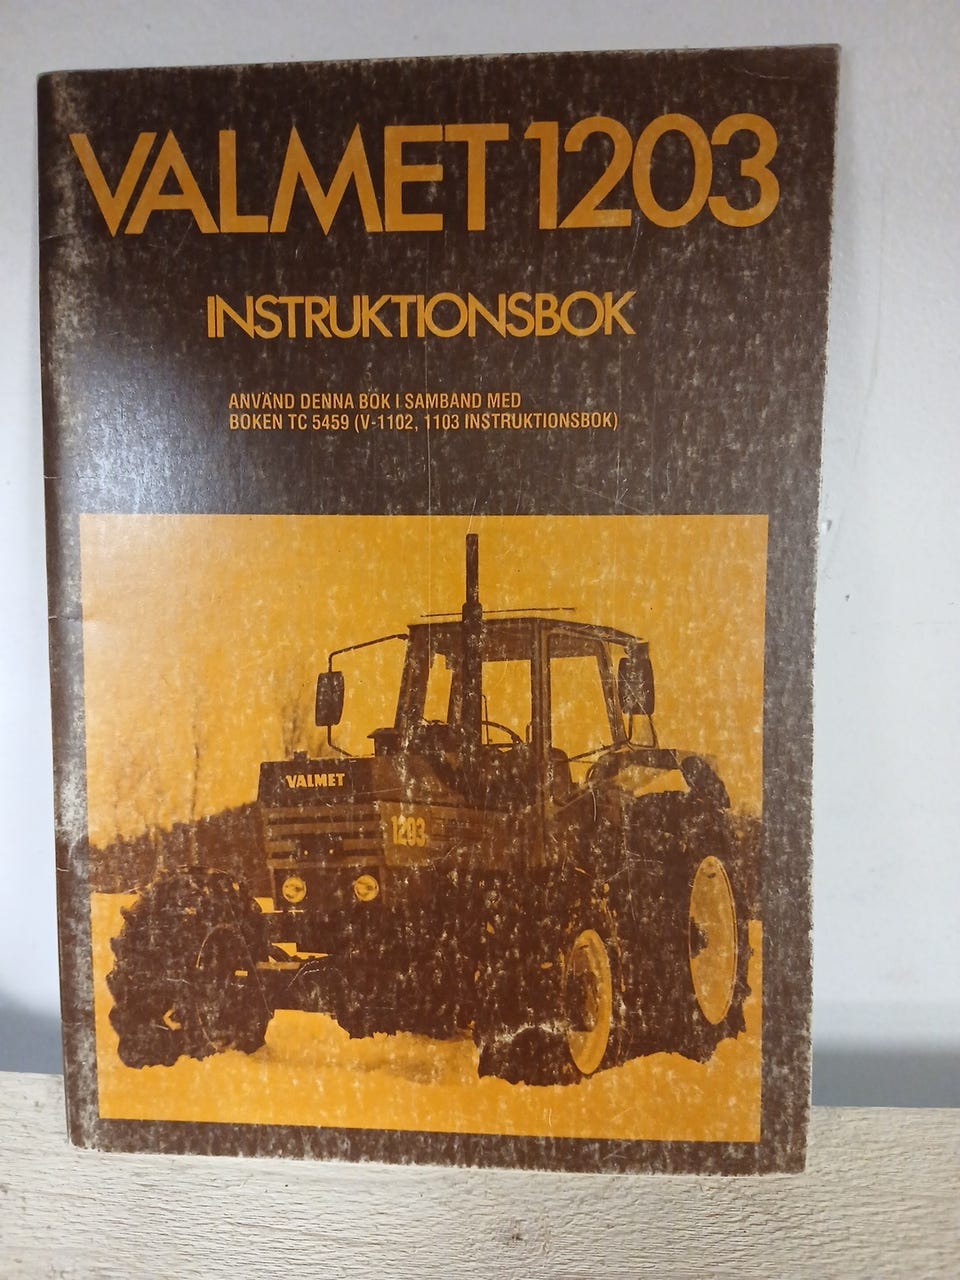 VALMET 1203
INSTRUKTIONSBOK
ANVÄND DENNA BOK I SAMBAND MED
BOKEN TC 5459 (V-1102, 1103 INSTRUKTIONSBOK)
VALMET
1203